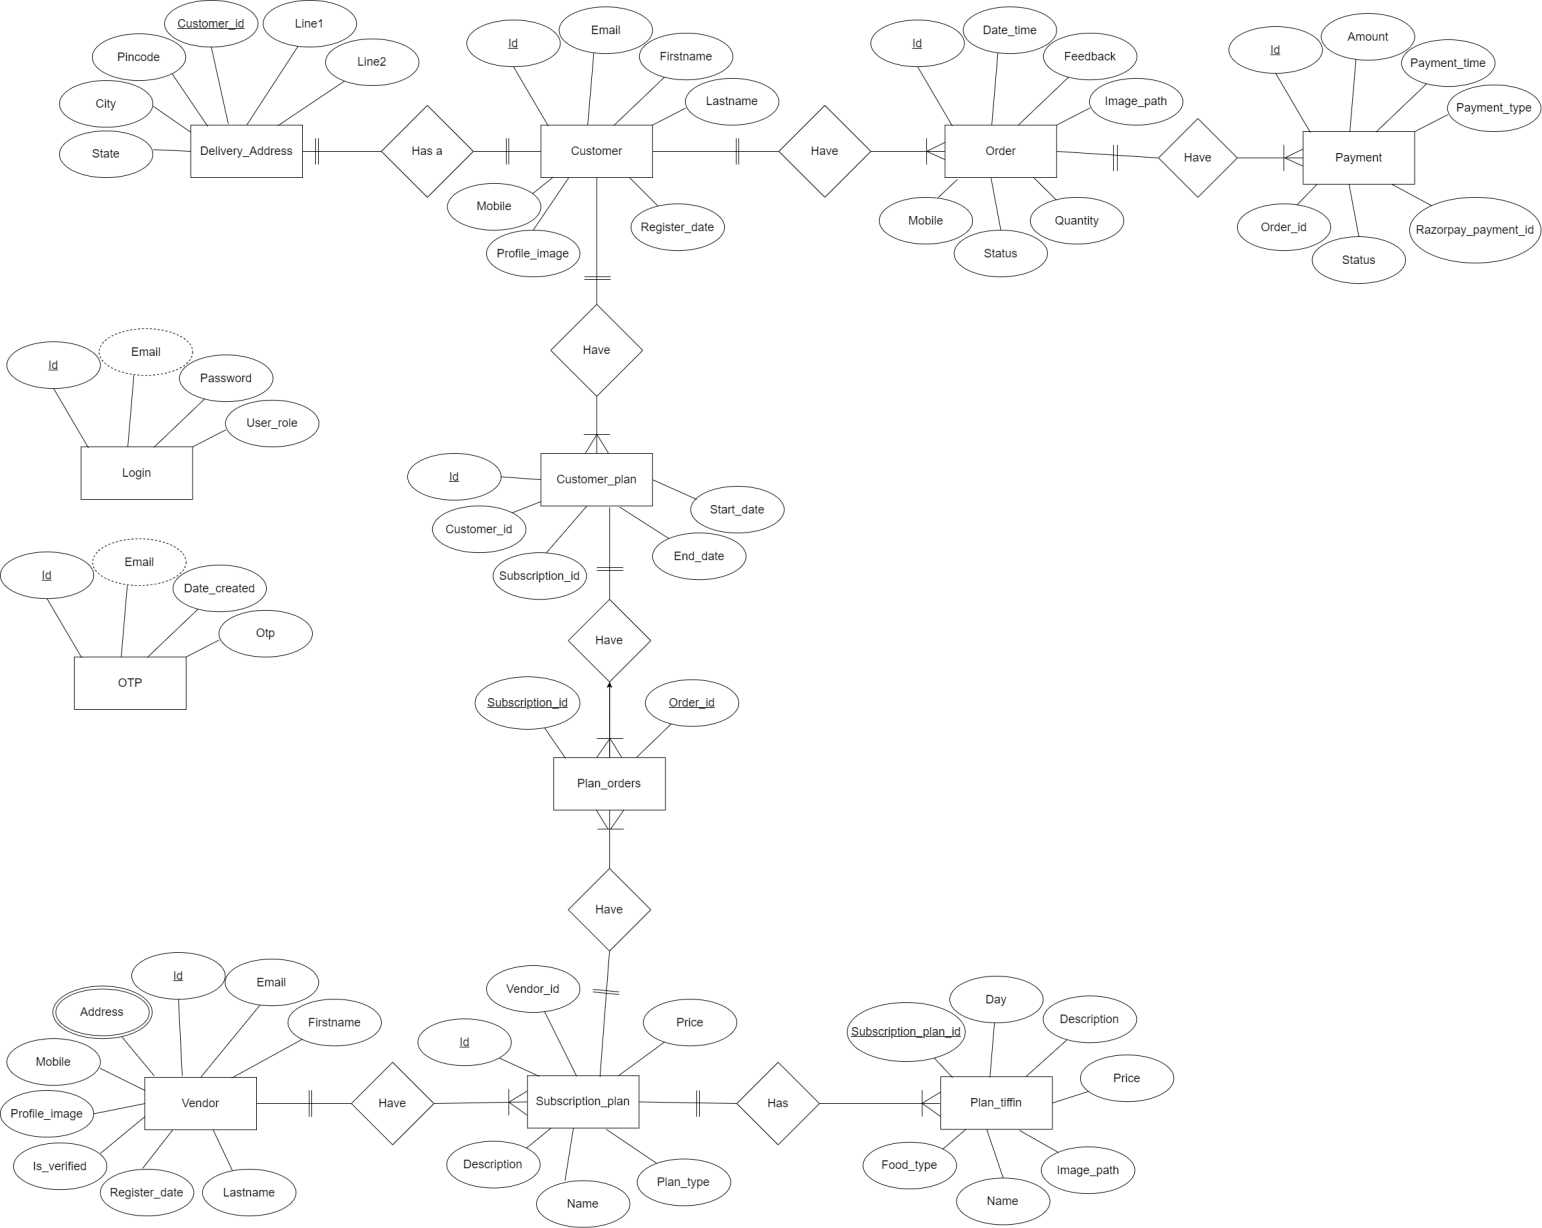 Customer_id
Line1
Pincode
Line2
City
State
Delivery_Address
Has a
Id
Email
Firstname
Lastname
Customer
Mobile
Profile_image
Register_date
Have
Id
Date_time
Feedback
Image_path
Order
Mobile
Status
Quantity
Have
Id
Amount
Payment_time
Payment_type
Payment
Order_id
Status
Razorpay_payment_id
Have
Id
Email
Password
User_role
Login
Id
Customer_plan
Customer_id
Subscription_id
End_date
Start_date
Id
Email
Date_created
Otp
OTP
Have
Subscription_id
Order_id
Plan_orders
Have
Id
Email
Address
Firstname
Mobile
Profile_image
Vendor
Is_verified
Register_date
Lastname
Have
Vendor_id
Id
Price
Subscription_plan
Description
Name
Plan_type
Has
Day
Subscription_plan_id
Description
Price
Plan_tiffin
Food_type
Name
Image_path